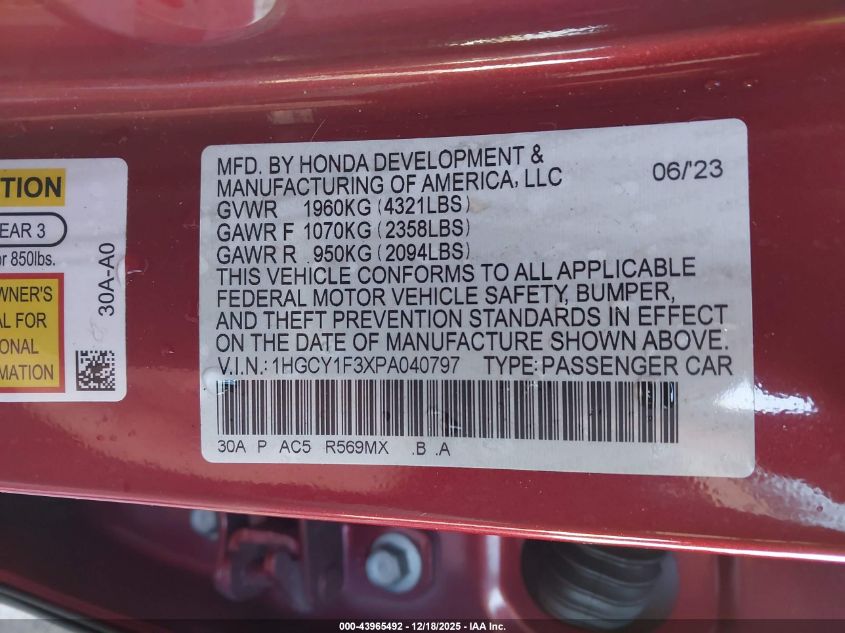 TION
EAR 3
or 850lbs.
WNER'S
AL FOR
ONAL
MATION
30A-A0
MFD. BY HONDA DEVELOPMENT &
MANUFACTURING OF AMERICA, LLC
06/'23
GVWR 1960KG (4321LBS)
GAWR F 1070KG (2358LBS)
GAWR R 950KG (2094LBS)
THIS VEHICLE CONFORMS TO ALL APPLICABLE
FEDERAL MOTOR VEHICLE SAFETY, BUMPER,
AND THEFT PREVENTION STANDARDS IN EFFECT
ON THE DATE OF MANUFACTURE SHOWN ABOVE.
V.I.N.: 1HGCY1F3XPA040797 TYPE: PASSENGER CAR
30A P AC5 R569MX .B .A
000-43965492 - 12/18/2025 - IAA Inc.